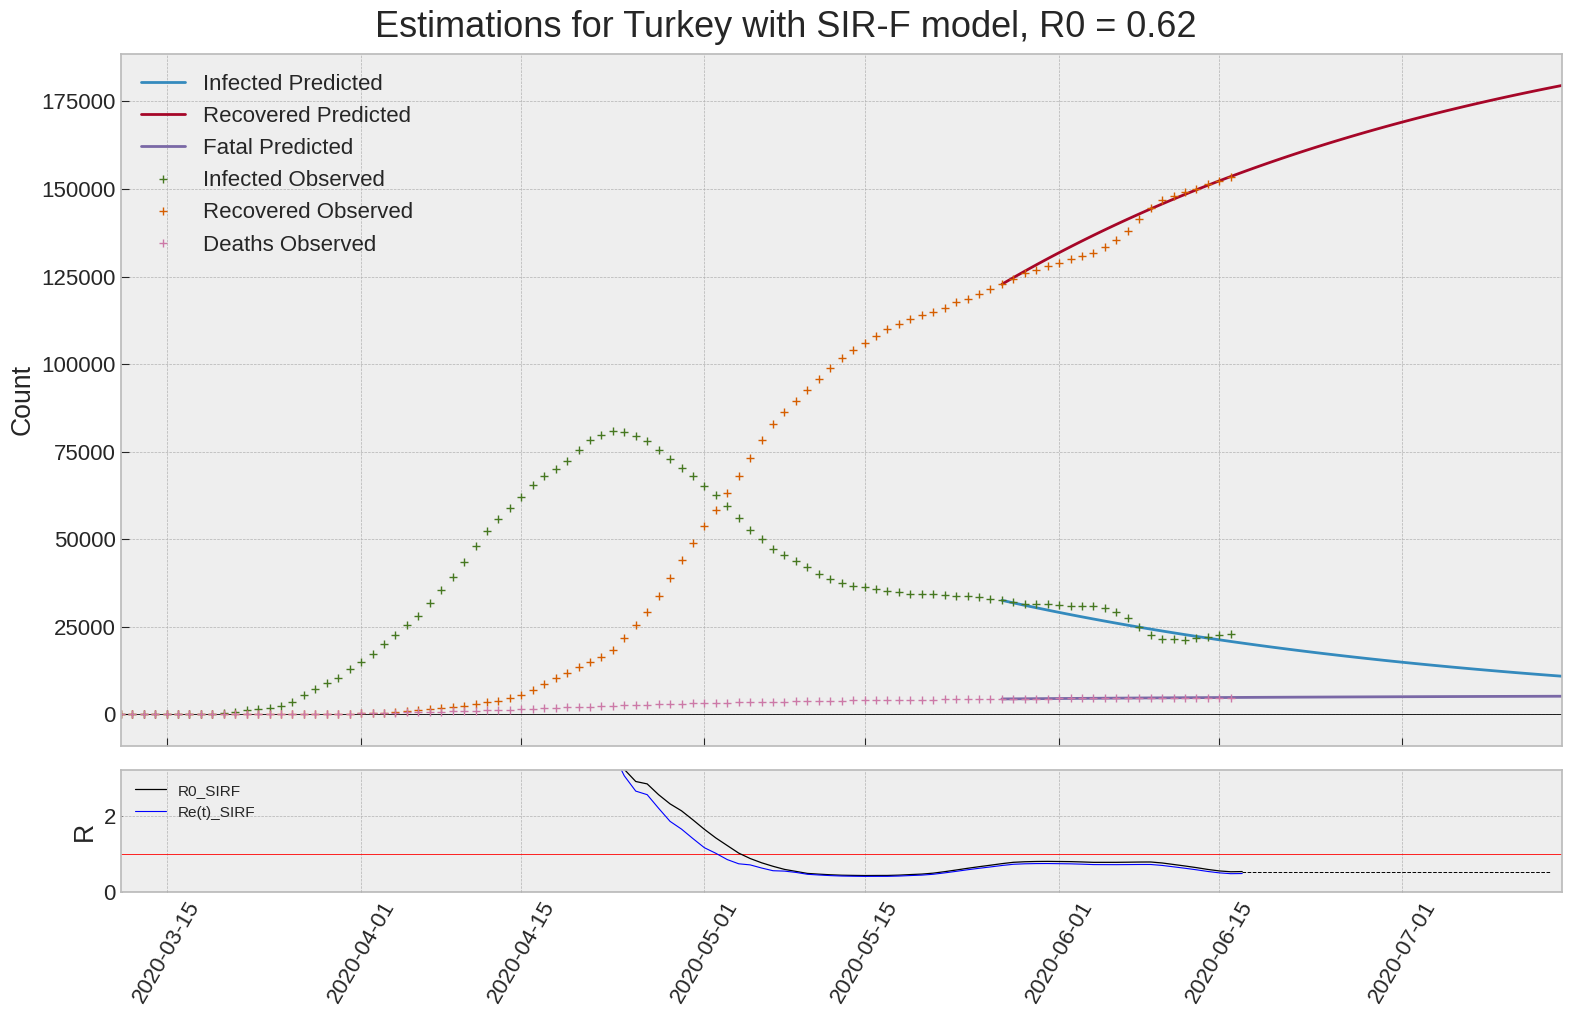 Estimations for Turkey with SIR-F model, R0 = 0.62
Infected Predicted
Recovered Predicted
Fatal Predicted
Infected Observed
Recovered Observed
Deaths Observed
175000
150000
125000
100000
75000
50000
25000
0
Count
R0_SIRF
Re(t)_SIRF
2
0
R
2020-03-15
2020-04-01
2020-04-15
2020-05-01
2020-05-15
2020-06-01
2020-06-15
2020-07-01